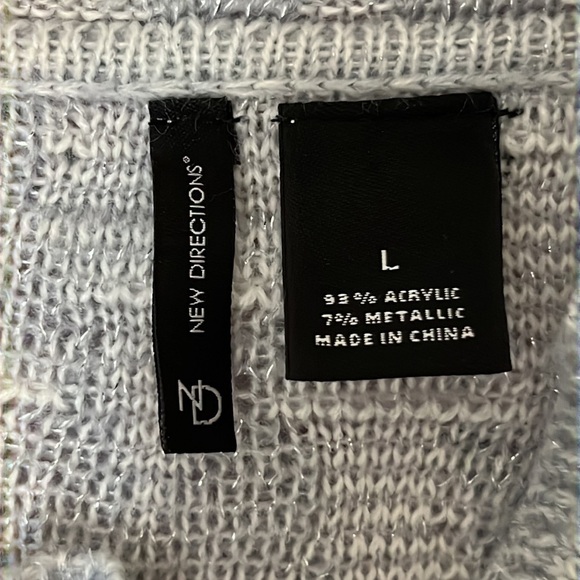 NEW DIRECTIONS®
ND
L
93% ACRYLIC
7% METALLIC
MADE IN CHINA